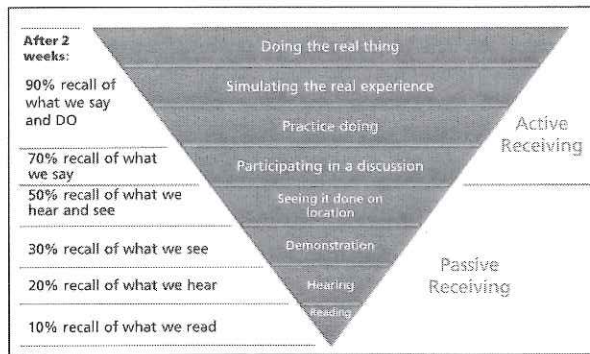 After 2
weeks:
90% recall of
what we say
and DO
70% recall of what
we say
50% recall of what we
hear and see
30% recall of what we see
20% recall of what we hear
10% recall of what we read
Doing the real thing
Simulating the real experience
Practice doing
Participating in a discussion
Seeing it done on
location
Demonstration
Hearing
Reading
Active
Receiving
Passive
Receiving